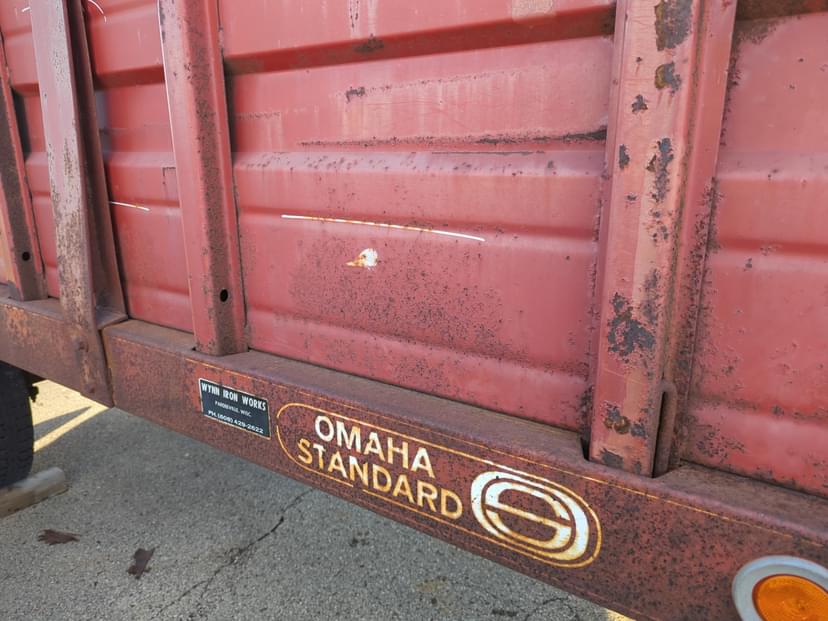 WYNN IRON WORKS
PARDEEVILLE, WISC.
PH. (608) 429-2622
OMAHA
STANDARD